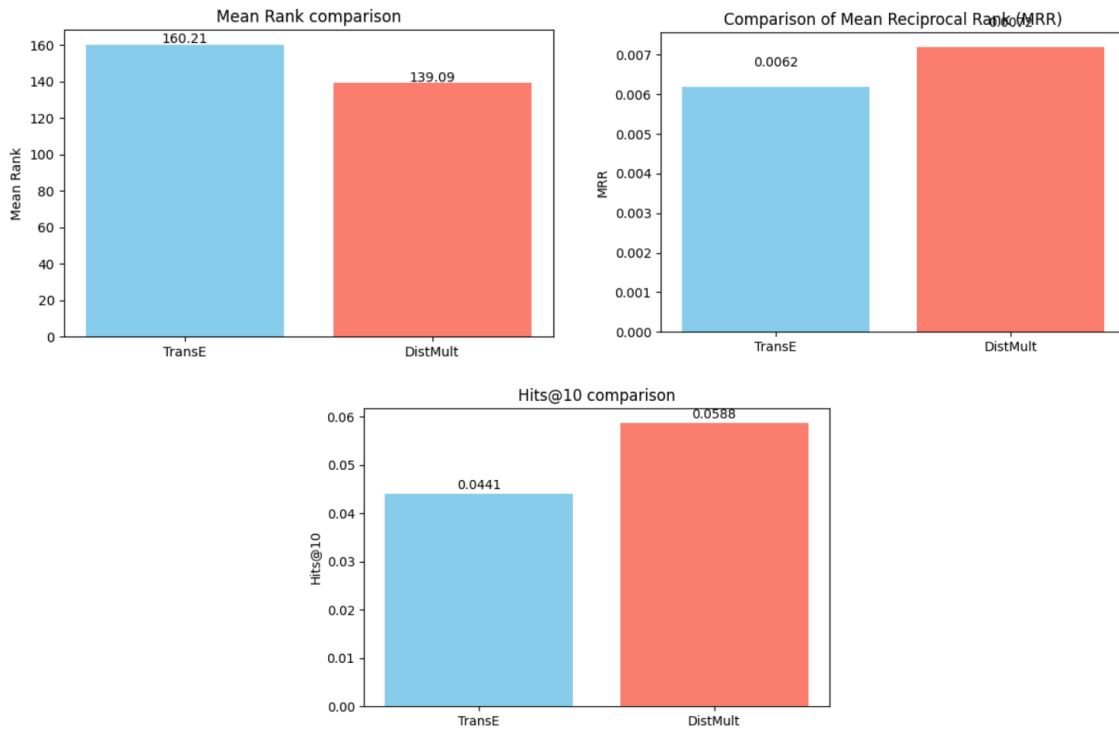 Mean Rank comparison
160.21
139.09
160
140
120
100
80
60
40
20
0
Mean Rank
TransE
DistMult
Comparison of Mean Reciprocal Rank (MRR)
0.0072
0.0062
0.007
0.006
0.005
0.004
0.003
0.002
0.001
0.000
MRR
TransE
DistMult
Hits@10 comparison
0.0588
0.0441
0.06
0.05
0.04
0.03
0.02
0.01
0.00
Hits@10
TransE
DistMult